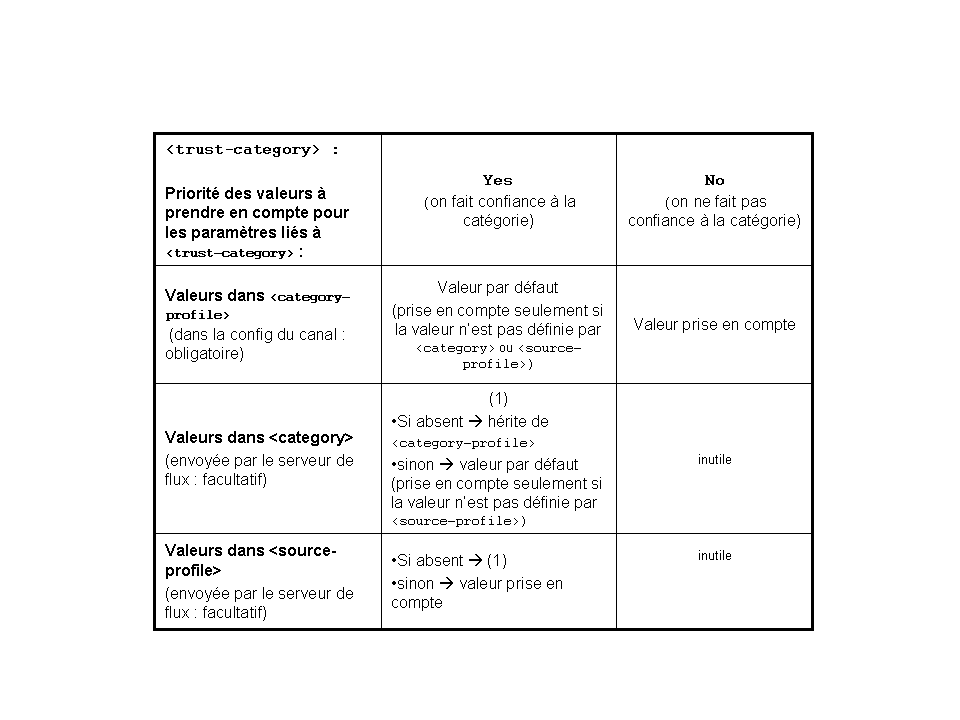 <trust-category> :
Priorité des valeurs à
prendre en compte pour
les paramètres liés à
<trust-category> :
Yes
(on fait confiance à la
catégorie)
No
(on ne fait pas
confiance à la catégorie)
Valeurs dans <category-
profile>
(dans la config du canal :
obligatoire)
Valeur par défaut
(prise en compte seulement si
la valeur n'est pas définie par
<category> ou <source-
profile>)
Valeur prise en compte
Valeurs dans <category>
(envoyée par le serveur de
flux : facultatif)
(1)
•Si absent → hérite de
<category-profile>
•sinon → valeur par défaut
(prise en compte seulement si
la valeur n'est pas définie par
<source-profile>)
inutile
Valeurs dans <source-
profile>
(envoyée par le serveur de
flux : facultatif)
•Si absent → (1)
•sinon → valeur prise en
compte
inutile